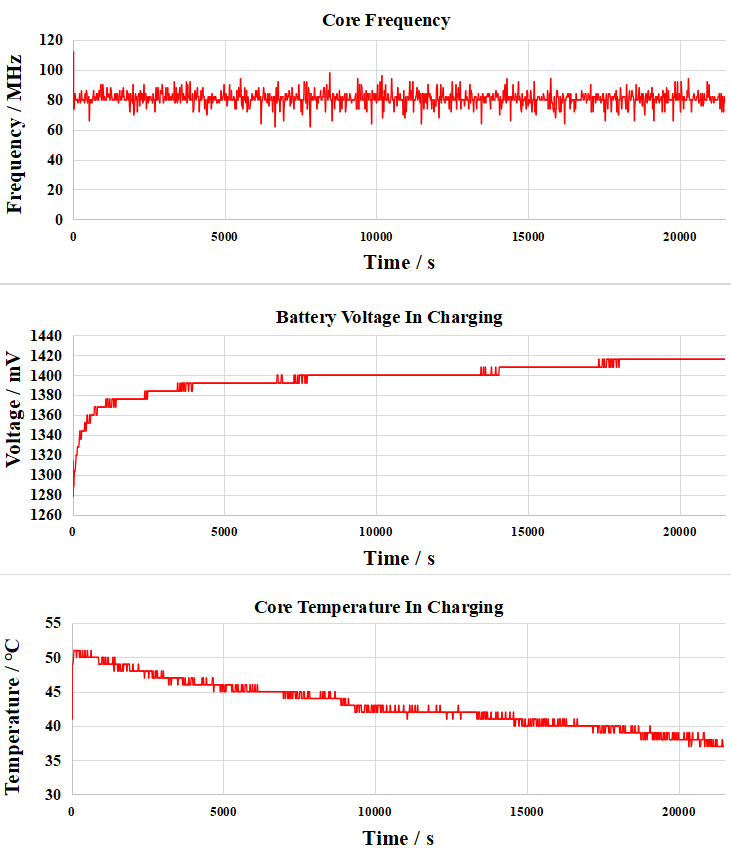 Core Frequency
Frequency / MHz
120
100
80
60
40
20
0
0 5000 10000 15000 20000
Time / s
Battery Voltage In Charging
Voltage / mV
1440
1420
1400
1380
1360
1340
1320
1300
1280
1260
0 5000 10000 15000 20000
Time / s
Core Temperature In Charging
Temperature / °C
55
50
45
40
35
30
0 5000 10000 15000 20000
Time / s